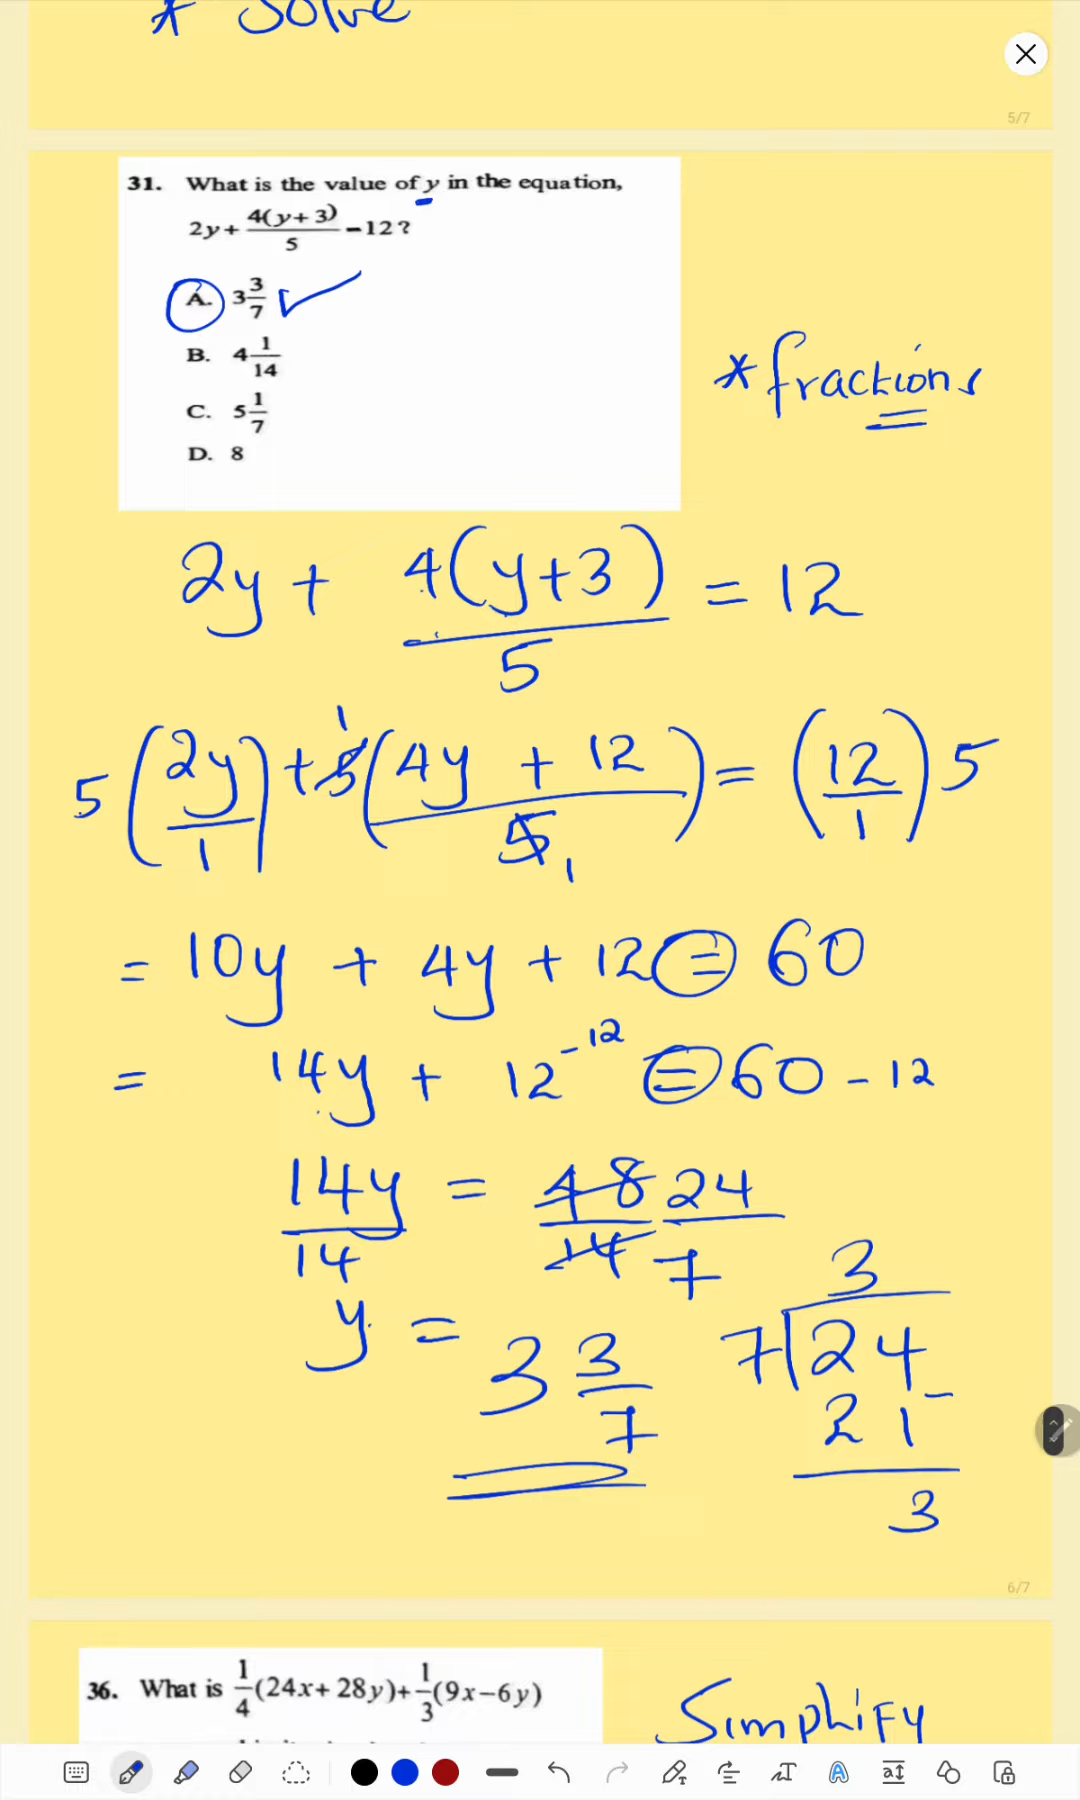 * Solve
5/7
31. What is the value of y in the equation,
2y + 4(y+3)/5 - 12?
A. 3 3/7 ✓
B. 4 1/14
C. 5 1/7
D. 8
* fractions
2y + 4(y+3)/5 = 12
5(2y/1) + 5 1(4y + 12/5 1) = (12/1)5
= 10y + 4y + 12 = 60
= 14y + 12 - 12 = 60 - 12
14y/14 = 48/14 24/7
y = 3 3/7
3
7 24
21 -
3
6/7
36. What is 1/4(24x+28y)+1/3(9x-6y)
Simplify